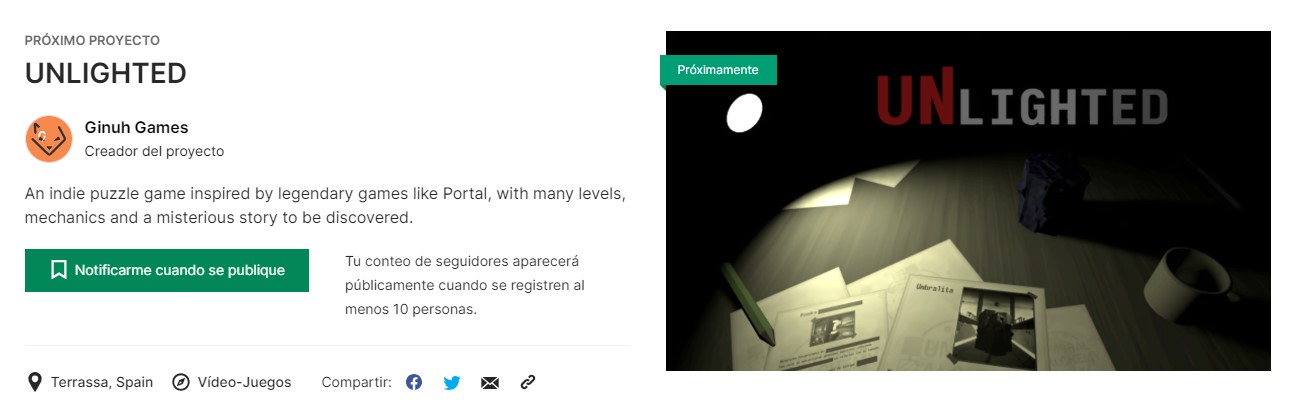 PRÓXIMO PROYECTO
UNLIGHTED
Ginuh Games
Creador del proyecto
An indie puzzle game inspired by legendary games like Portal, with many levels,
mechanics and a misterious story to be discovered.
Notificarme cuando se publique
Tu conteo de seguidores aparecerá
públicamente cuando se registren al
menos 10 personas.
Terrassa, Spain
Vídeo-Juegos
Compartir:
Próximamente
UNLIGHTED
Umbralita
UN